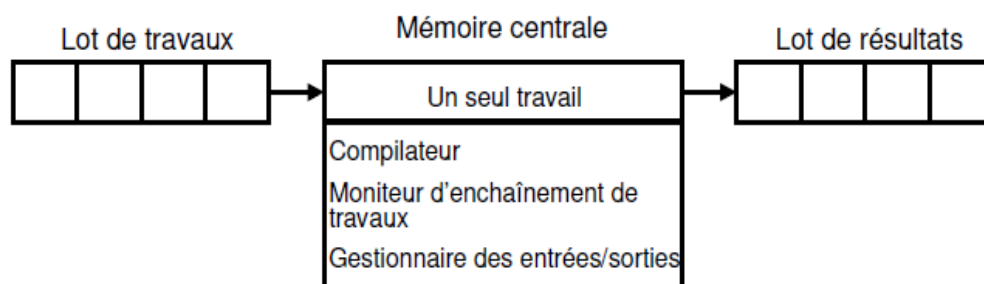 Lot de travaux
Mémoire centrale
Lot de résultats
Un seul travail
Compilateur
Moniteur d'enchaînement de
travaux
Gestionnaire des entrées/sorties